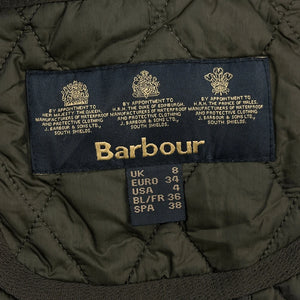 BY APPOINTMENT TO
HER MAJESTY THE QUEEN
MANUFACTURERS OF WATERPROOF
AND PROTECTIVE CLOTHING
J. BARBOUR & SONS LTD.,
SOUTH SHIELDS.
BY APPOINTMENT TO
H.R.H. THE DUKE OF EDINBURGH,
MANUFACTURERS OF WATERPROOF
AND PROTECTIVE CLOTHING
J. BARBOUR & SONS LTD.,
SOUTH SHIELDS.
BY APPOINTMENT TO
H.R.H. THE PRINCE OF WALES,
MANUFACTURERS OF WATERPROOF
AND PROTECTIVE CLOTHING
J. BARBOUR & SONS LTD.,
SOUTH SHIELDS.
Barbour
UK 8
EURO 34
USA 4
BL/FR 36
SPA 38